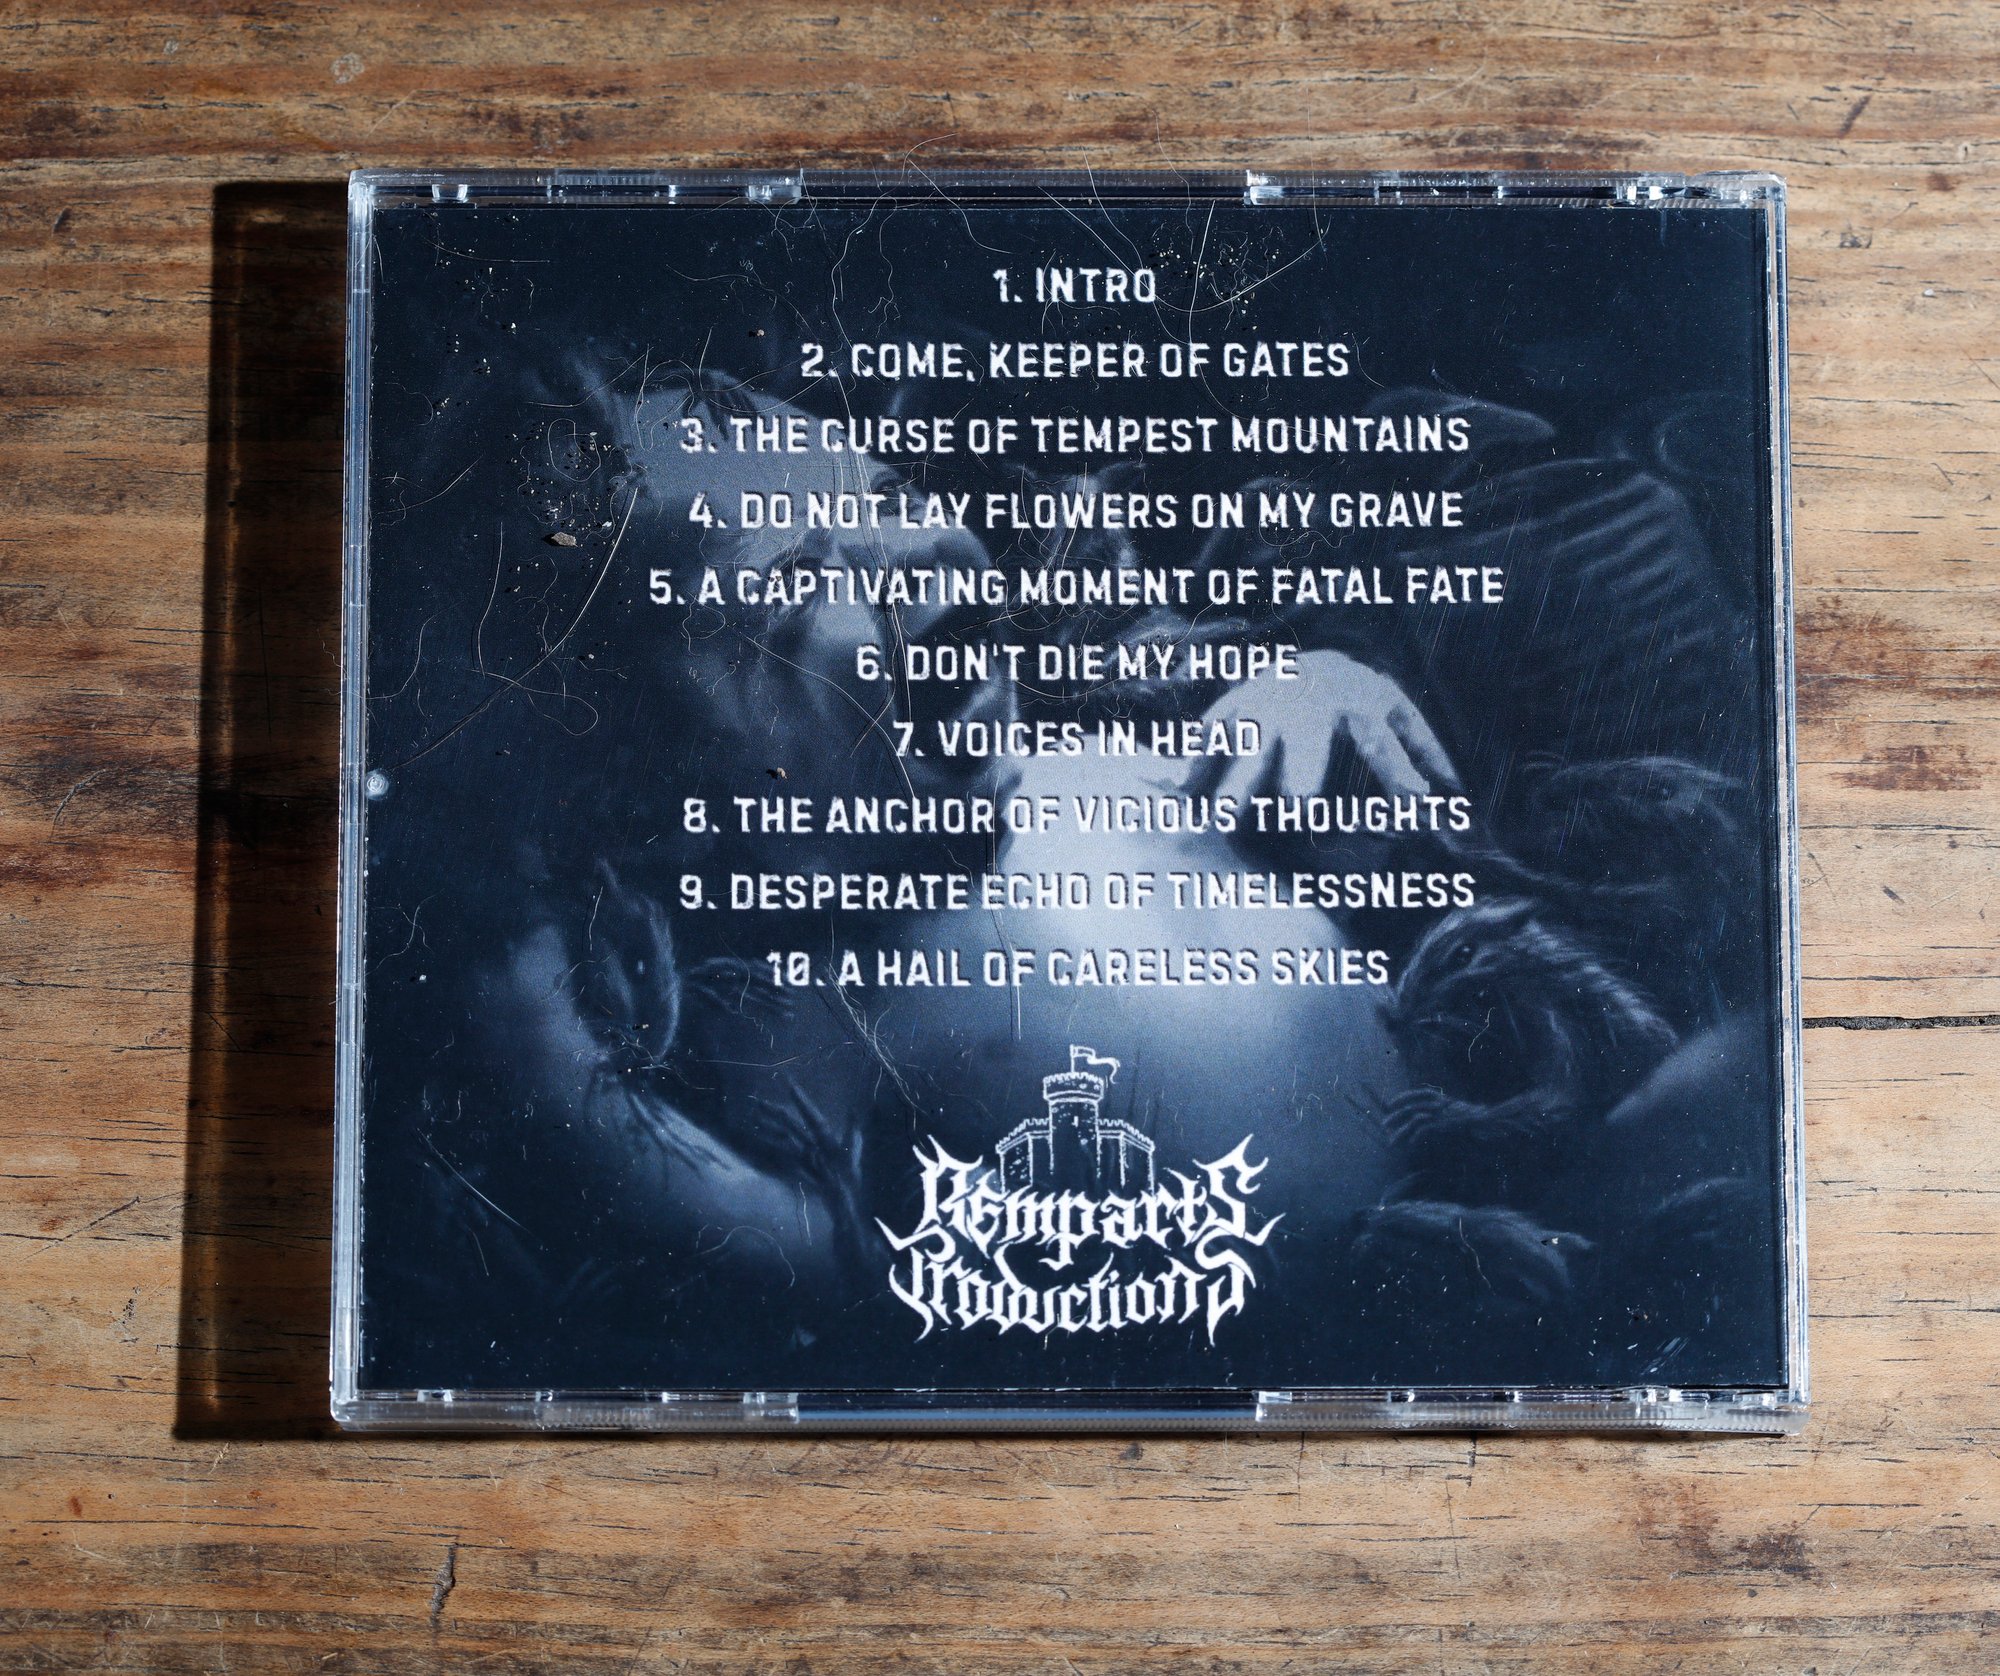 1. INTRO
2. COME, KEEPER OF GATES
3. THE CURSE OF TEMPEST MOUNTAINS
4. DO NOT LAY FLOWERS ON MY GRAVE
5. A CAPTIVATING MOMENT OF FATAL FATE
6. DON'T DIE MY HOPE
7. VOICES IN HEAD
8. THE ANCHOR OF VICIOUS THOUGHTS
9. DESPERATE ECHO OF TIMELESSNESS
10. A HAIL OF CARELESS SKIES
Remparts
Productions